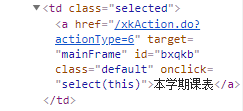 ▼<td class="selected">
<a href="/xkAction.do?
actionType=6" target=
"mainFrame" id="bxqkb"
class="default" onclick=
"select(this)">本学期课表</a>
</td>